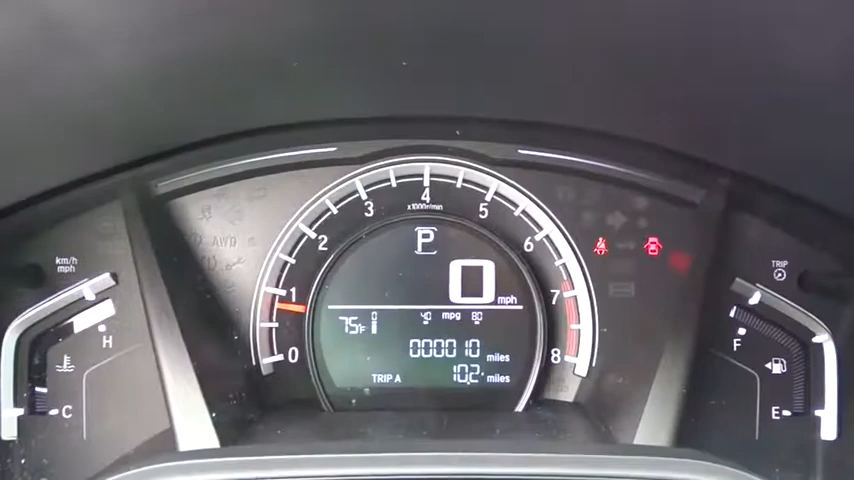 km/h
mph
AWD
H
C
0
1
2
3
4
5
6
7
8
x1000r/min
P
0 mph
75°F
0 40 mpg 80
000010 miles
TRIP A 10.2 miles
TRIP
F
E